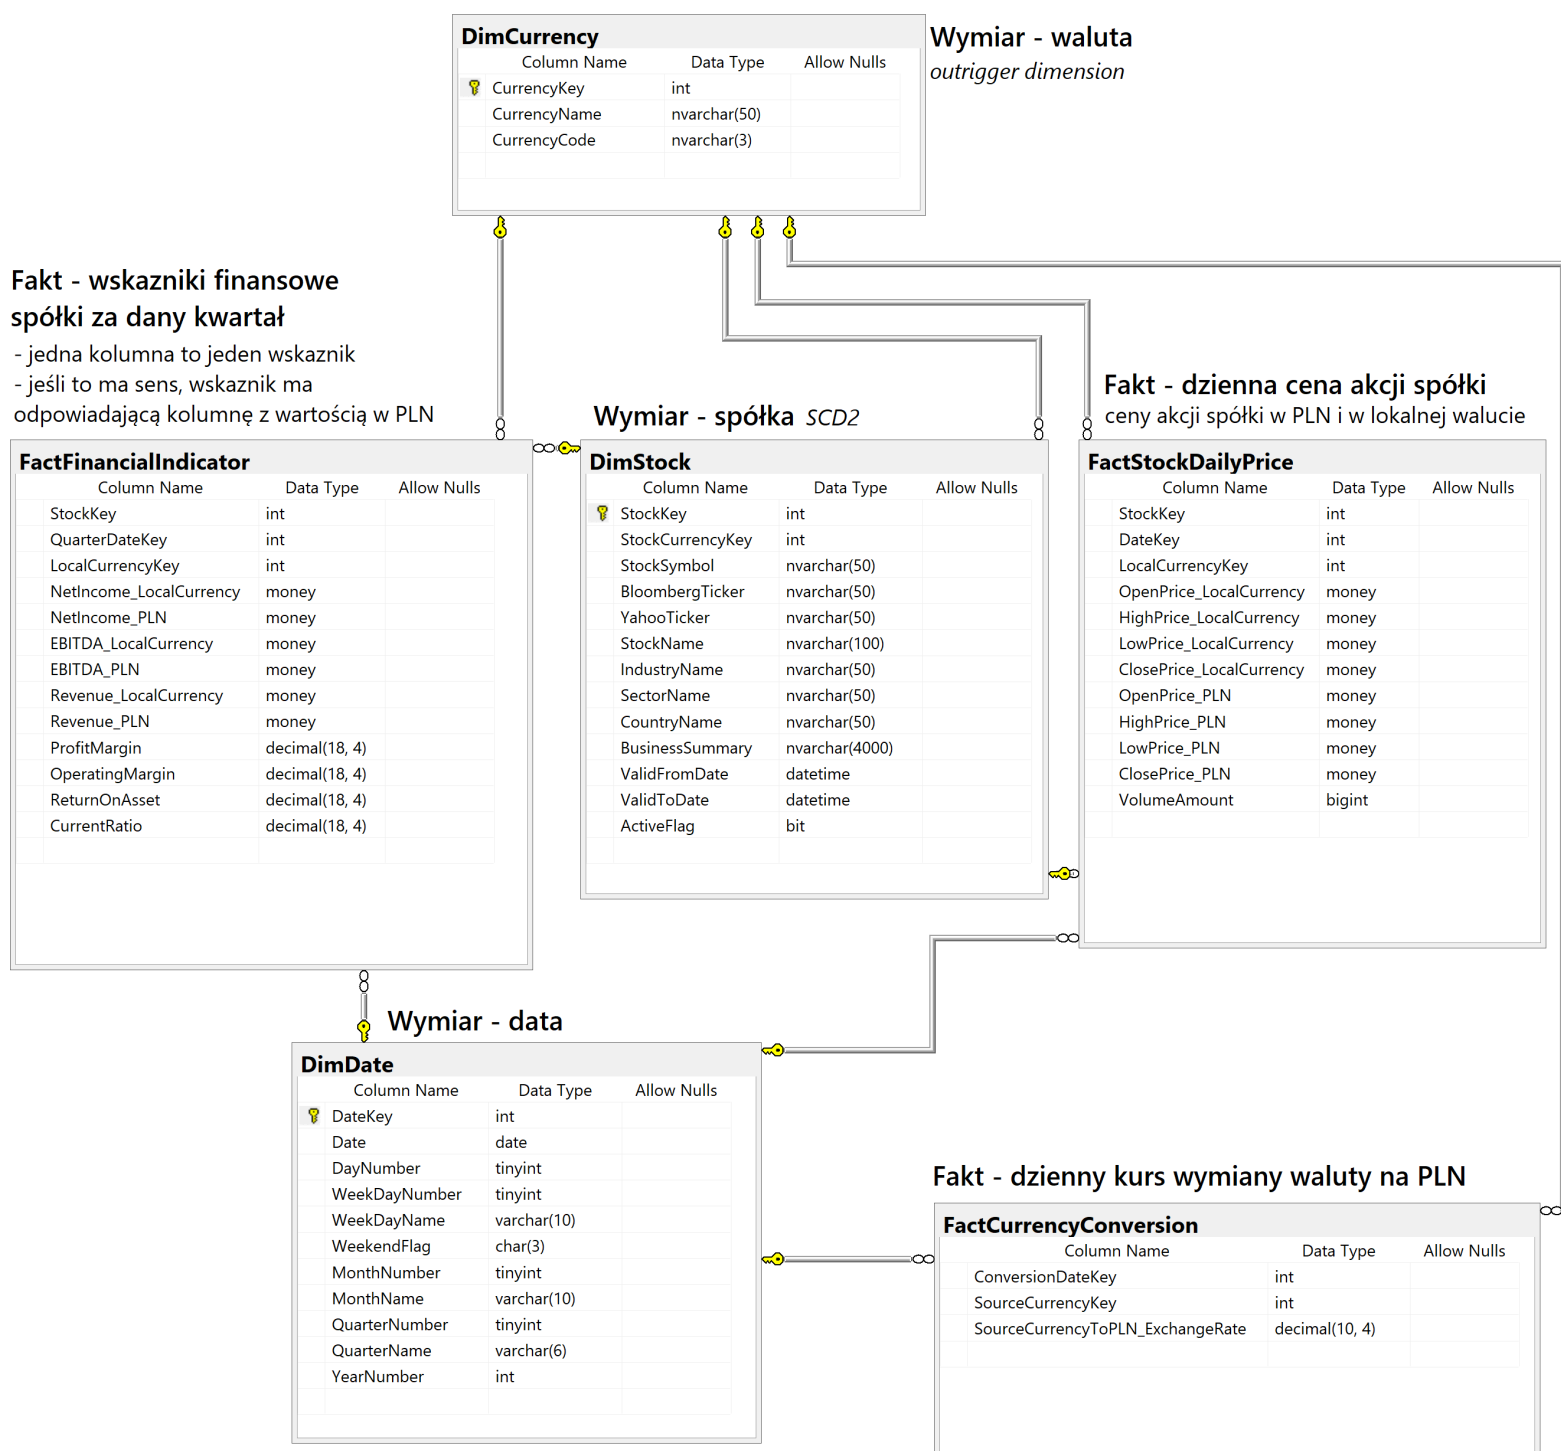 DimCurrency
Column Name Data Type Allow Nulls
CurrencyKey int
CurrencyName nvarchar(50)
CurrencyCode nvarchar(3)
Wymiar - waluta
outrigger dimension
Fakt - wskazniki finansowe
spółki za dany kwartał
- jedna kolumna to jeden wskaznik
- jeśli to ma sens, wskaznik ma
odpowiadającą kolumnę z wartością w PLN
FactFinancialIndicator
Column Name Data Type Allow Nulls
StockKey int
QuarterDateKey int
LocalCurrencyKey int
NetIncome_LocalCurrency money
NetIncome_PLN money
EBITDA_LocalCurrency money
EBITDA_PLN money
Revenue_LocalCurrency money
Revenue_PLN money
ProfitMargin decimal(18, 4)
OperatingMargin decimal(18, 4)
ReturnOnAsset decimal(18, 4)
CurrentRatio decimal(18, 4)
Wymiar - spółka SCD2
DimStock
Column Name Data Type Allow Nulls
StockKey int
StockCurrencyKey int
StockSymbol nvarchar(50)
BloombergTicker nvarchar(50)
YahooTicker nvarchar(50)
StockName nvarchar(100)
IndustryName nvarchar(50)
SectorName nvarchar(50)
CountryName nvarchar(50)
BusinessSummary nvarchar(4000)
ValidFromDate datetime
ValidToDate datetime
ActiveFlag bit
Fakt - dzienna cena akcji spółki
ceny akcji spółki w PLN i w lokalnej walucie
FactStockDailyPrice
Column Name Data Type Allow Nulls
StockKey int
DateKey int
LocalCurrencyKey int
OpenPrice_LocalCurrency money
HighPrice_LocalCurrency money
LowPrice_LocalCurrency money
ClosePrice_LocalCurrency money
OpenPrice_PLN money
HighPrice_PLN money
LowPrice_PLN money
ClosePrice_PLN money
VolumeAmount bigint
Wymiar - data
DimDate
Column Name Data Type Allow Nulls
DateKey int
Date date
DayNumber tinyint
WeekDayNumber tinyint
WeekDayName varchar(10)
WeekendFlag char(3)
MonthNumber tinyint
MonthName varchar(10)
QuarterNumber tinyint
QuarterName varchar(6)
YearNumber int
Fakt - dzienny kurs wymiany waluty na PLN
FactCurrencyConversion
Column Name Data Type Allow Nulls
ConversionDateKey int
SourceCurrencyKey int
SourceCurrencyToPLN_ExchangeRate decimal(10, 4)